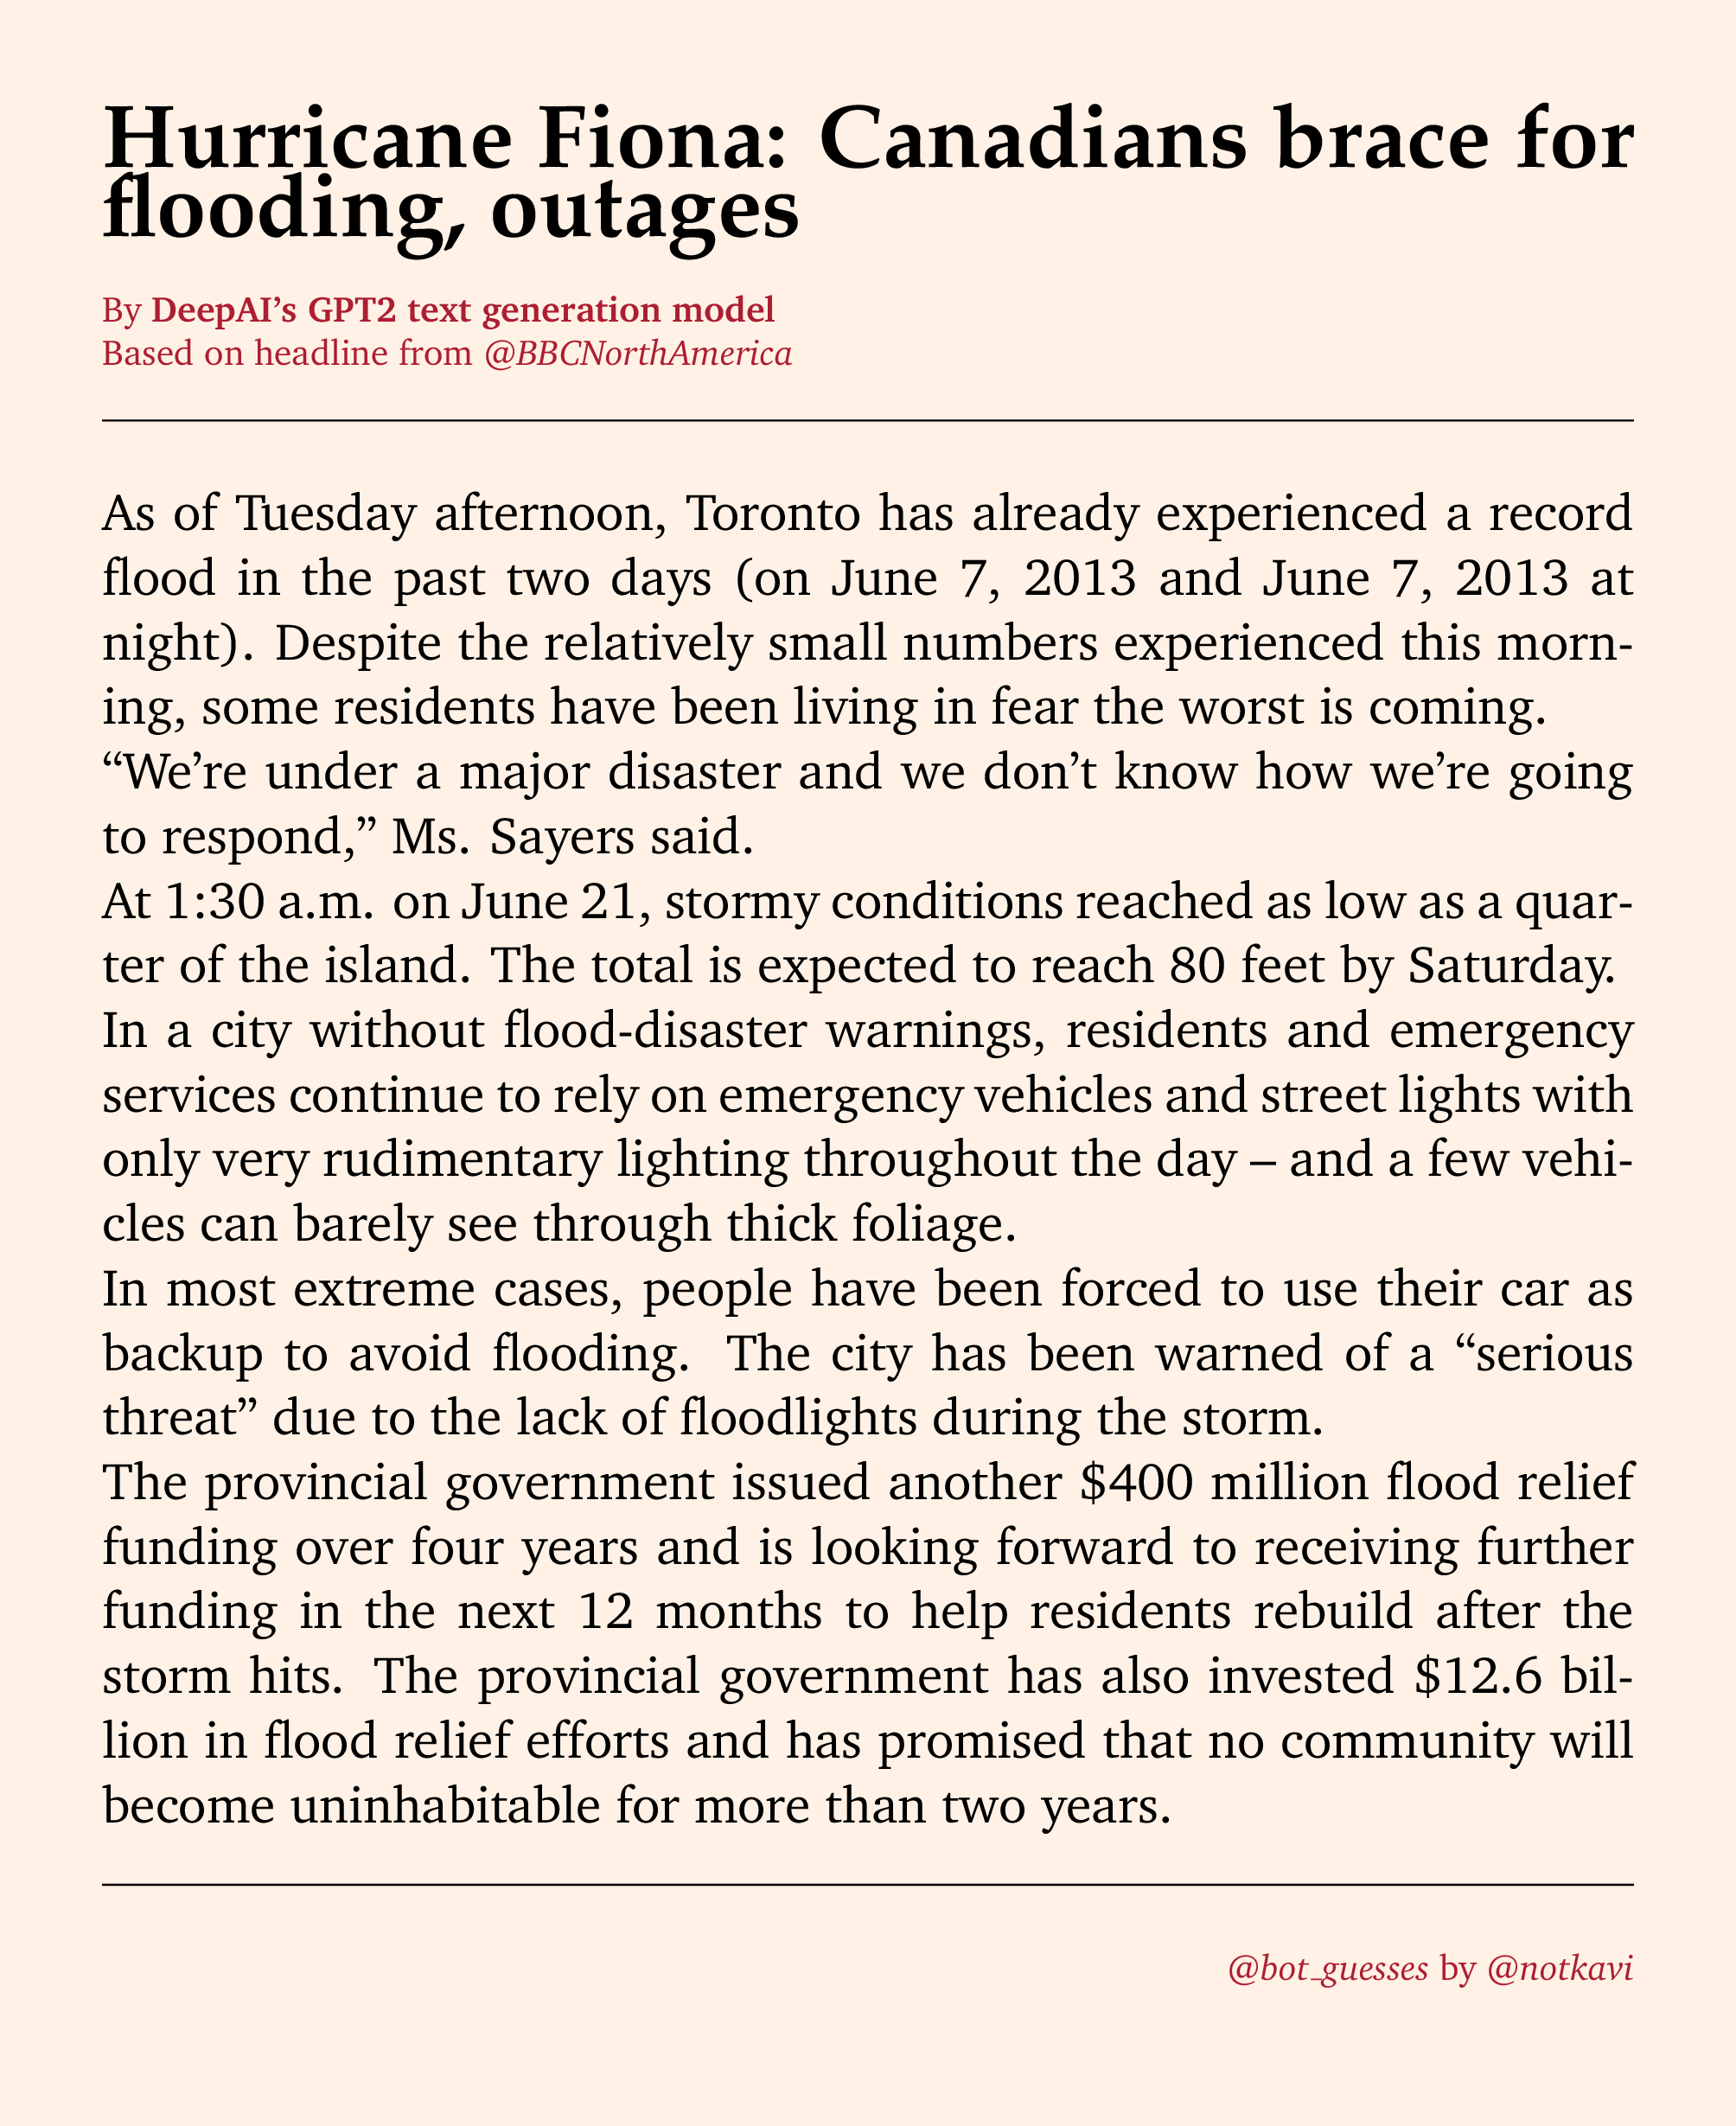 Hurricane Fiona: Canadians brace for
flooding, outages
By DeepAI’s GPT2 text generation model
Based on headline from @BBCNorthAmerica
As of Tuesday afternoon, Toronto has already experienced a record
flood in the past two days (on June 7, 2013 and June 7, 2013 at
night). Despite the relatively small numbers experienced this morn-
ing, some residents have been living in fear the worst is coming.
“We’re under a major disaster and we don’t know how we’re going
to respond,” Ms. Sayers said.
At 1:30 a.m. on June 21, stormy conditions reached as low as a quar-
ter of the island. The total is expected to reach 80 feet by Saturday.
In a city without flood-disaster warnings, residents and emergency
services continue to rely on emergency vehicles and street lights with
only very rudimentary lighting throughout the day – and a few vehi-
cles can barely see through thick foliage.
In most extreme cases, people have been forced to use their car as
backup to avoid flooding. The city has been warned of a “serious
threat” due to the lack of floodlights during the storm.
The provincial government issued another $400 million flood relief
funding over four years and is looking forward to receiving further
funding in the next 12 months to help residents rebuild after the
storm hits. The provincial government has also invested $12.6 bil-
lion in flood relief efforts and has promised that no community will
become uninhabitable for more than two years.
@bot_guesses by @notkavi